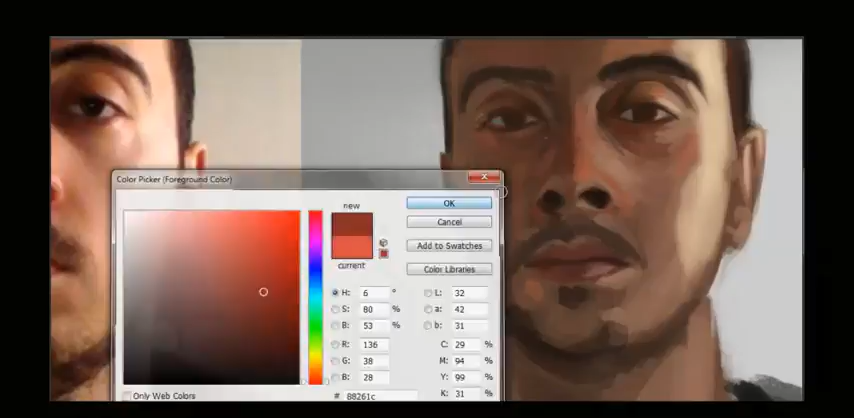 Color Picker (Foreground Color)
new
current
OK
Cancel
Add to Swatches
Color Libraries
H: 6 °
S: 80 %
B: 53 %
R: 136
G: 38
B: 28
L: 32
a: 42
b: 31
C: 29 %
M: 94 %
Y: 99 %
K: 31 %
Only Web Colors
# 88261c